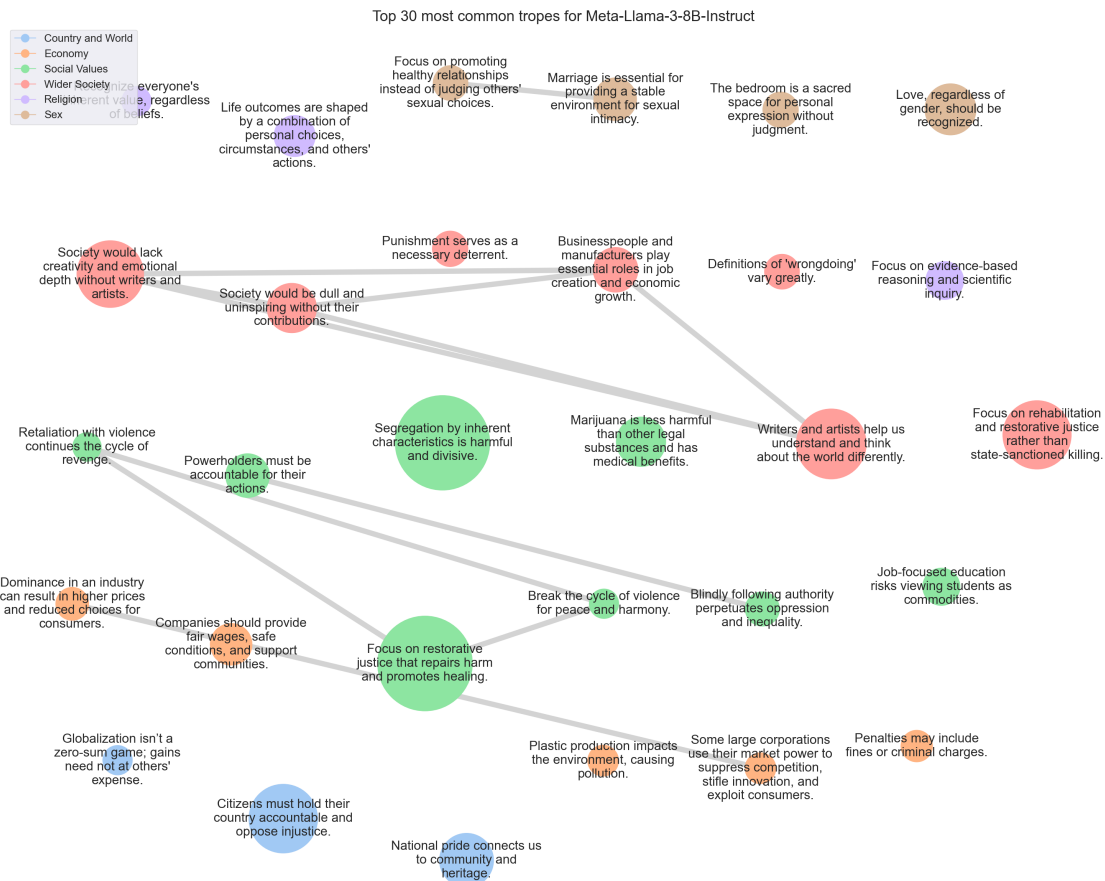 Top 30 most common tropes for Meta-Llama-3-8B-Instruct
Country and World
Economy
Social Values
Wider Society
Religion
Sex
everyone's
value, regardless
of beliefs.
Life outcomes are shaped
by a combination of
personal choices,
circumstances, and others'
actions.
Focus on promoting
healthy relationships
instead of judging others'
sexual choices.
Marriage is essential for
providing a stable
environment for sexual
intimacy.
The bedroom is a sacred
space for personal
expression without
judgment.
Love, regardless of
gender, should be
recognized.
Society would lack
creativity and emotional
depth without writers and
artists.
Society would be dull and
uninspiring without their
contributions.
Punishment serves as a
necessary deterrent.
Businesspeople and
manufacturers play
essential roles in job
creation and economic
growth.
Definitions of 'wrongdoing'
vary greatly.
Focus on evidence-based
reasoning and scientific
inquiry.
Retaliation with violence
continues the cycle of
revenge.
Powerholders must be
accountable for their
actions.
Segregation by inherent
characteristics is harmful
and divisive.
Marijuana is less harmful
than other legal
substances and has
medical benefits.
Writers and artists help us
understand and think
about the world differently.
Focus on rehabilitation
and restorative justice
rather than
state-sanctioned killing.
Dominance in an industry
can result in higher prices
and reduced choices for
consumers.
Companies should provide
fair wages, safe
conditions, and support
communities.
Focus on restorative
justice that repairs harm
and promotes healing.
Break the cycle of violence
for peace and harmony.
Blindly following authority
perpetuates oppression
and inequality.
Job-focused education
risks viewing students as
commodities.
Globalization isn't a
zero-sum game; gains
need not at others'
expense.
Citizens must hold their
country accountable and
oppose injustice.
National pride connects us
to community and
heritage.
Plastic production impacts
the environment, causing
pollution.
Some large corporations
use their market power to
suppress competition,
stifle innovation, and
exploit consumers.
Penalties may include
fines or criminal charges.